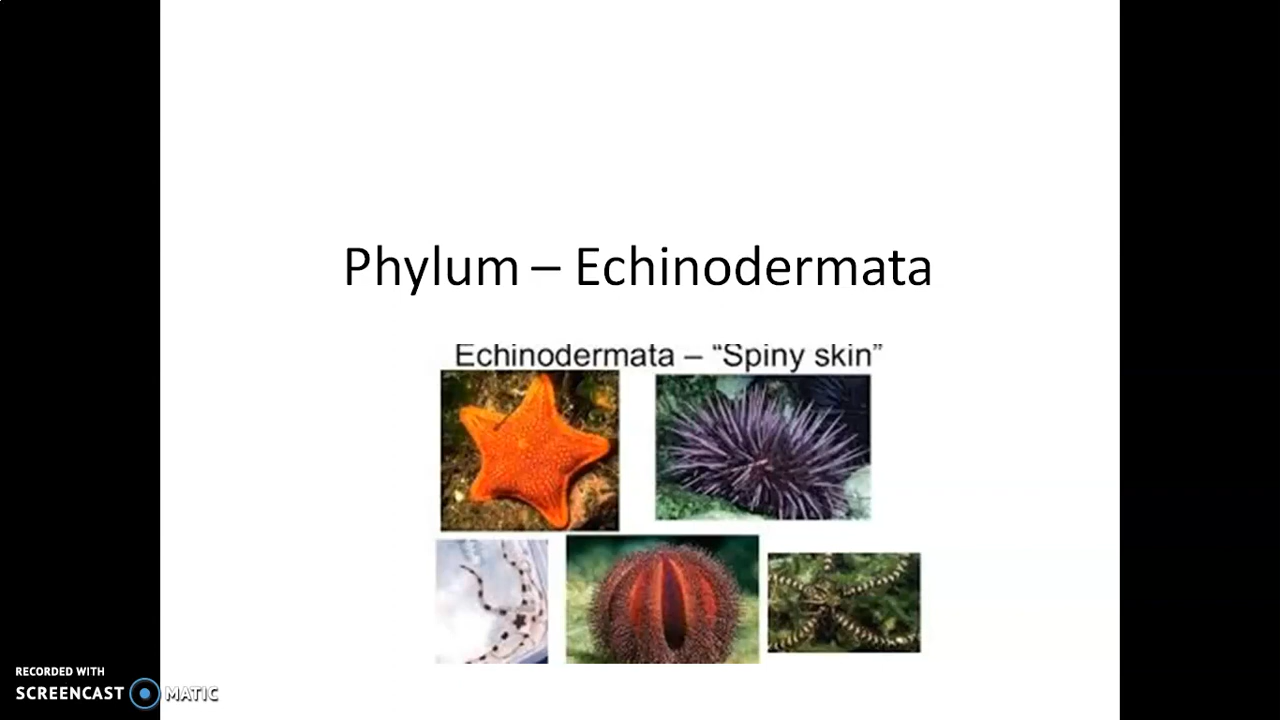 Phylum – Echinodermata
Echinodermata – “Spiny skin”
RECORDED WITH
SCREENCAST MATIC